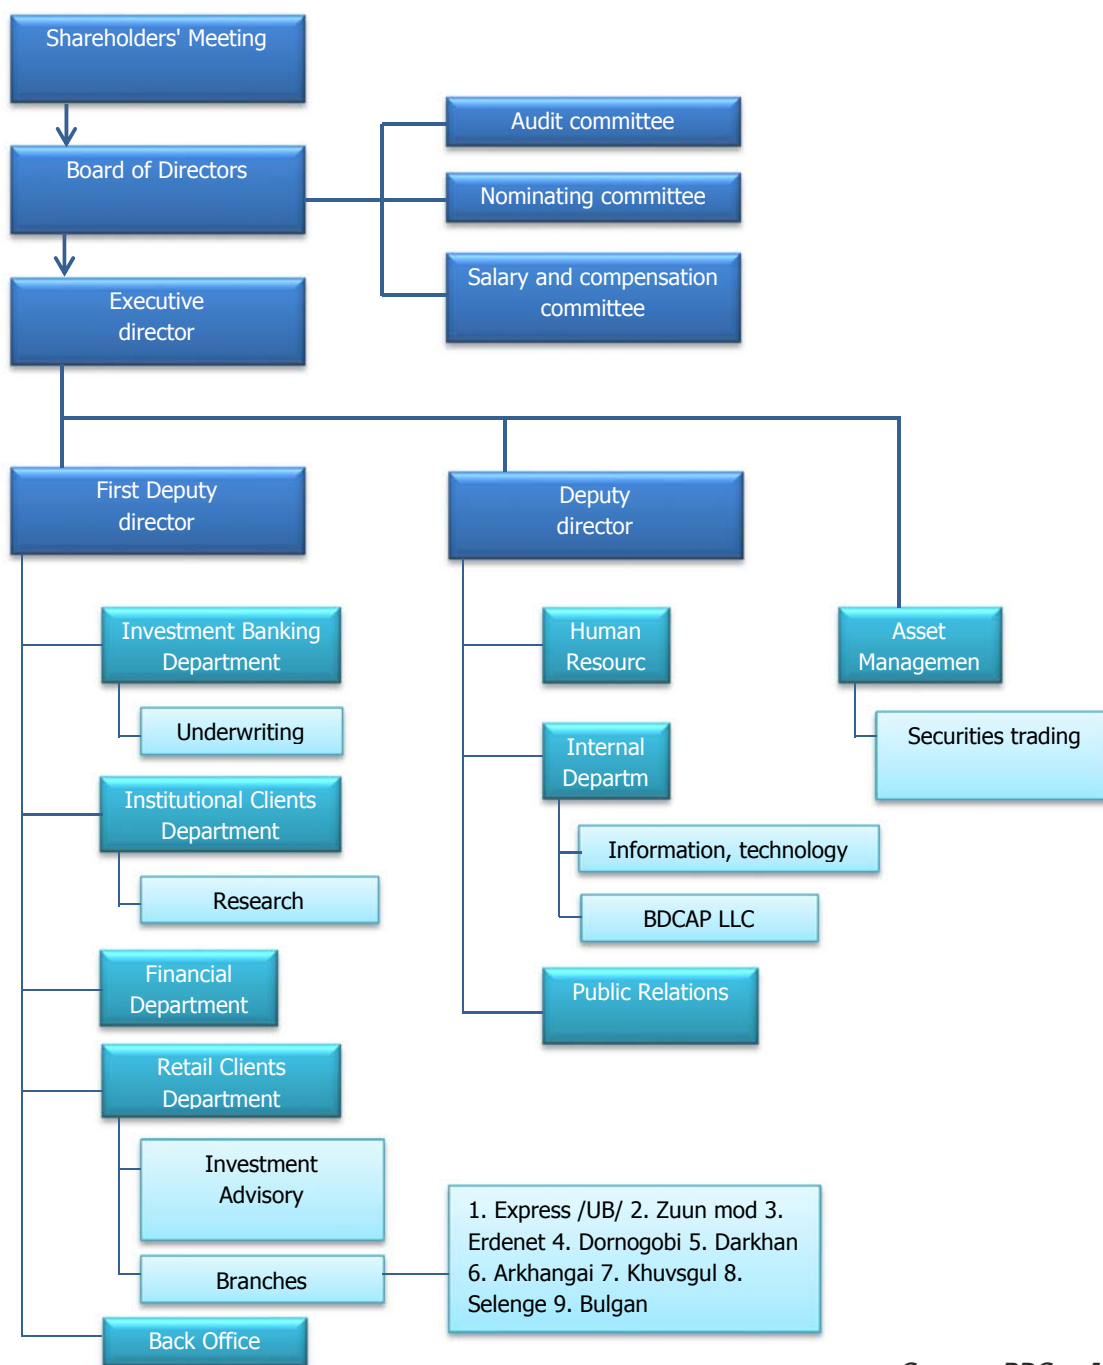 Shareholders' Meeting
Audit committee
Board of Directors
Nominating committee
Salary and compensation
committee
Executive
director
First Deputy
director
Deputy
director
Investment Banking
Department
Underwriting
Institutional Clients
Department
Research
Financial
Department
Retail Clients
Department
Investment
Advisory
Branches
1. Express /UB/ 2. Zuun mod 3.
Erdenet 4. Dornogobi 5. Darkhan
6. Arkhangai 7. Khuvsgul 8.
Selenge 9. Bulgan
Back Office
Human
Resourc
Internal
Departm
Information, technology
BDCAP LLC
Public Relations
Asset
Managemen
Securities trading